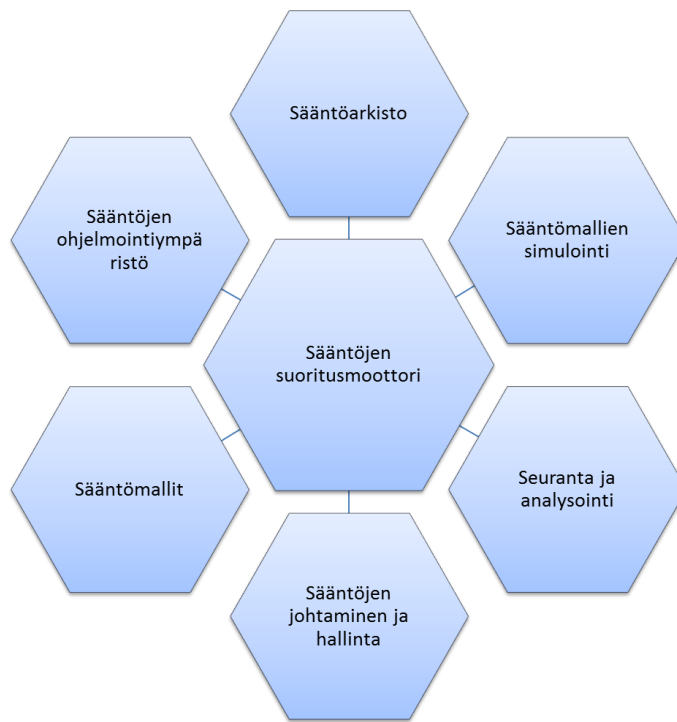 Sääntöarkisto
Sääntöjen
ohjelmointiympä
ristö
Sääntömallien
simulointi
Sääntöjen
suoritusmoottori
Sääntömallit
Seuranta ja
analysointi
Sääntöjen
johtaminen ja
hallinta